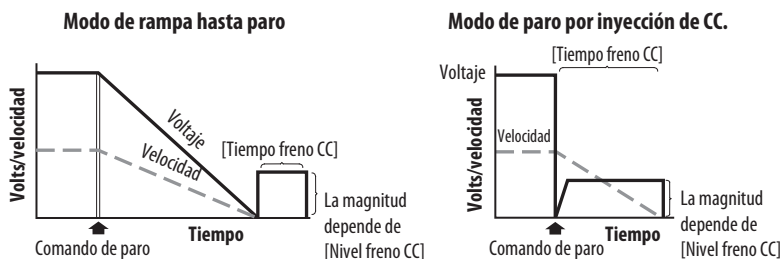 Modo de rampa hasta paro
Volts/velocidad
Voltaje
Velocidad
[Tiempo freno CC]
La magnitud
depende de
[Nivel freno CC]
Comando de paro
Tiempo
Modo de paro por inyección de CC.
[Tiempo freno CC]
Voltaje
Volts/velocidad
Velocidad
La magnitud
depende de
[Nivel freno CC]
Comando de paro
Tiempo